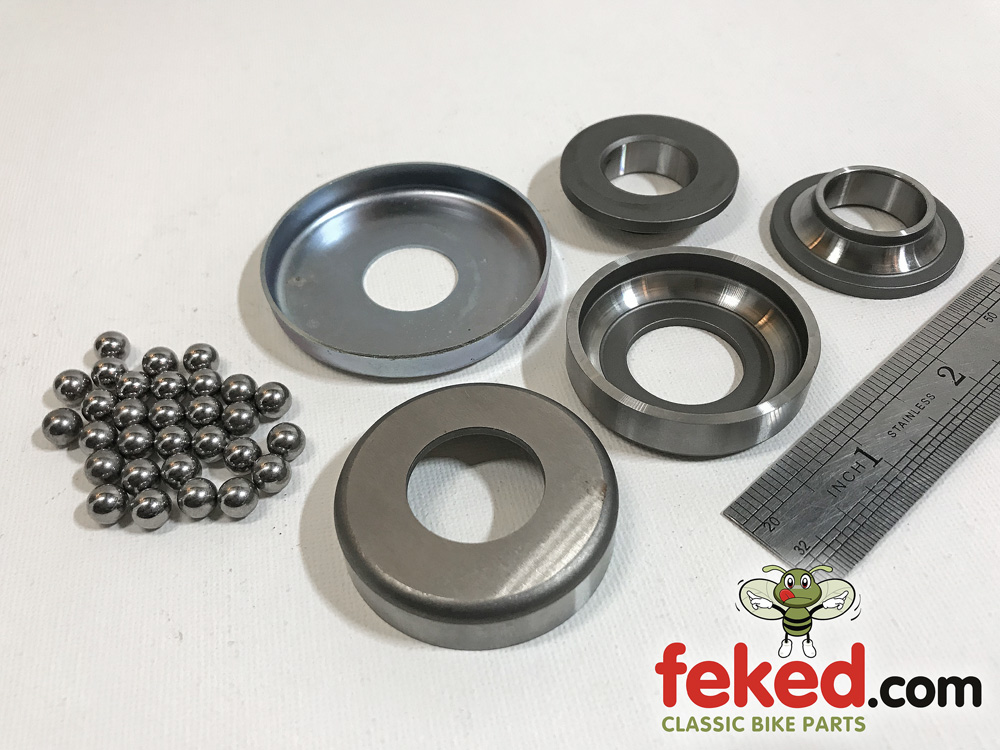 50
2
STAINLESS
1
INCH
20
32
feked.com
CLASSIC BIKE PARTS